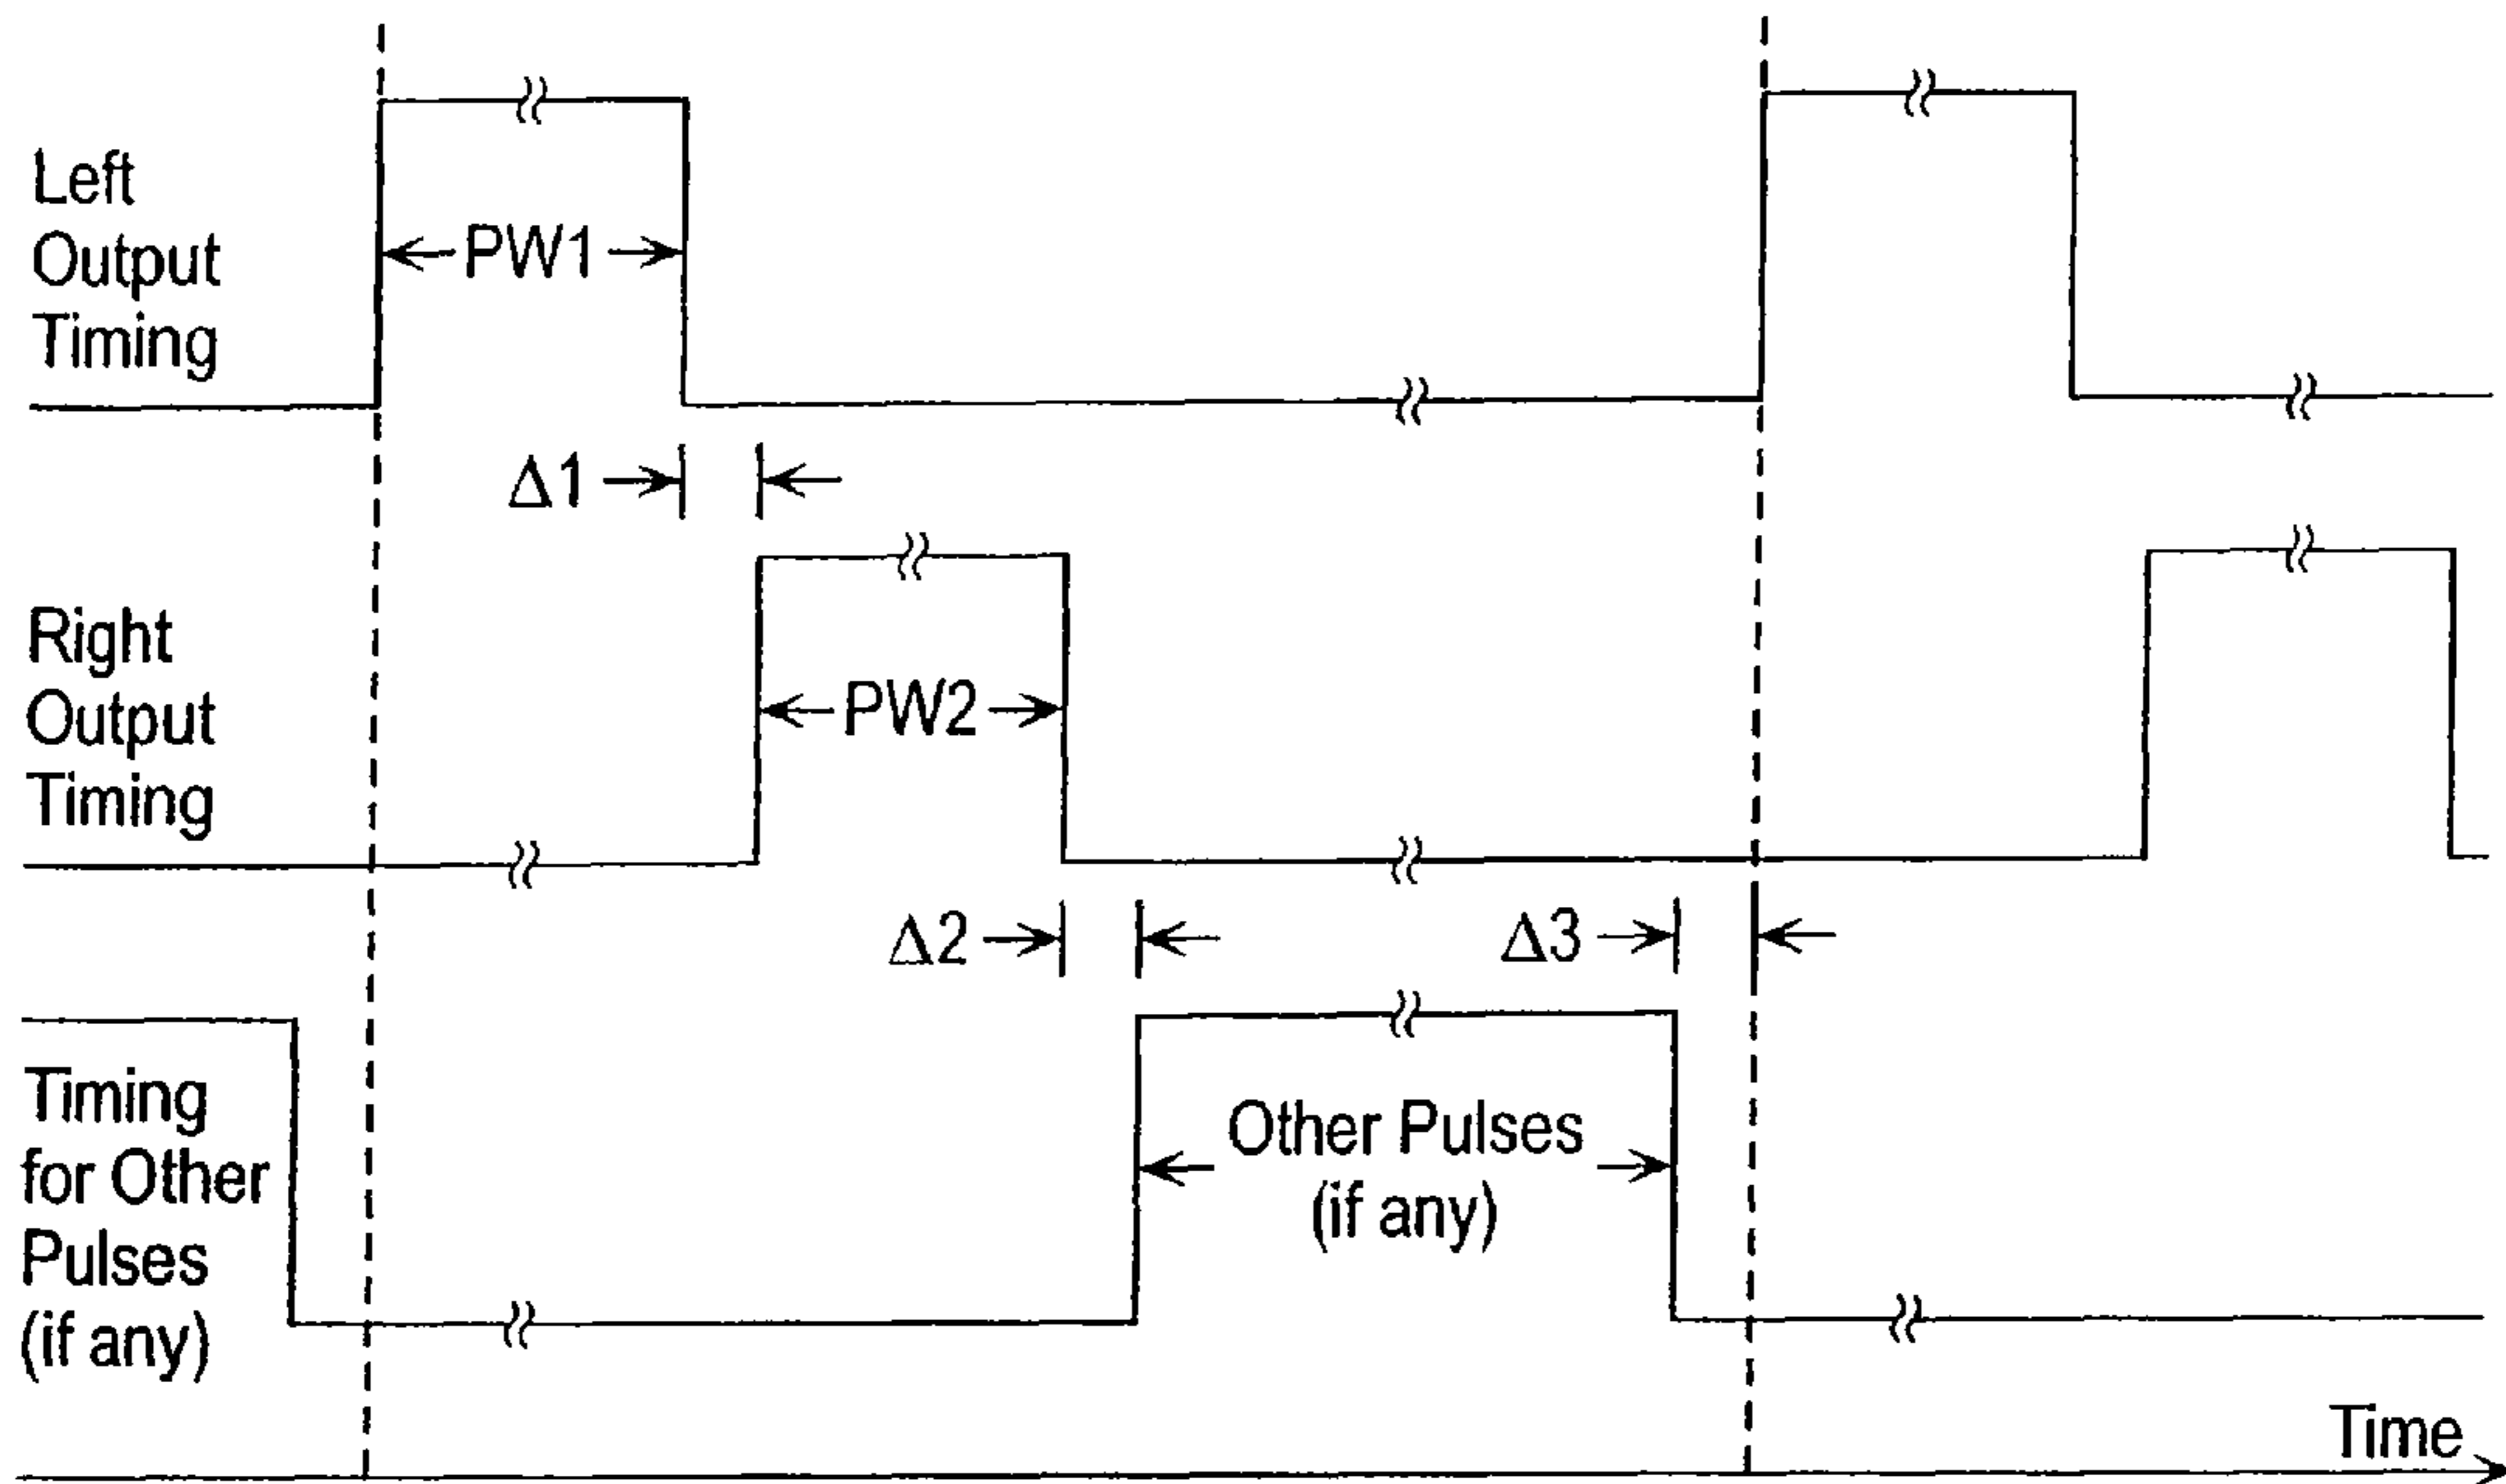 Left
Output
Timing
PW1
Δ1
Right
Output
Timing
PW2
Δ2
Δ3
Timing
for Other
Pulses
(if any)
Other Pulses
(if any)
Time